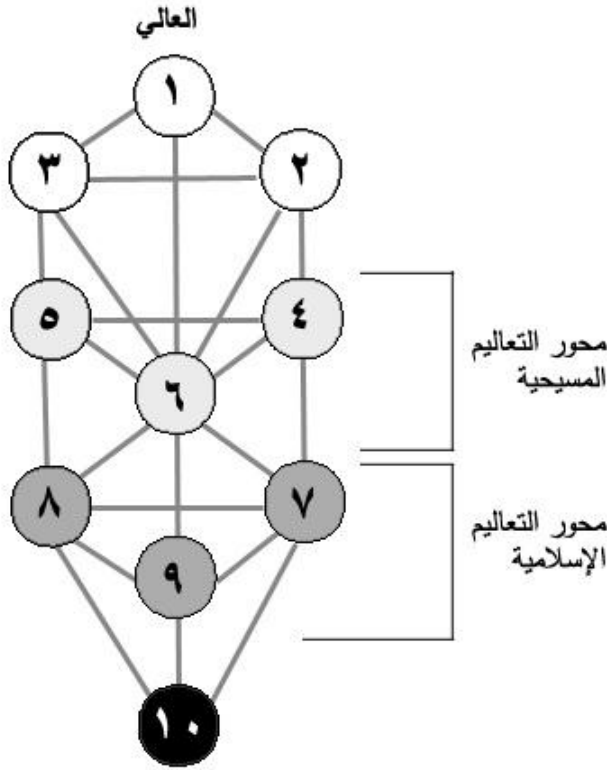 العالي
١
٣
٢
٥
٤
محور التعاليم
المسيحية
٦
٨
٧
محور التعاليم
الإسلامية
٩
١٠